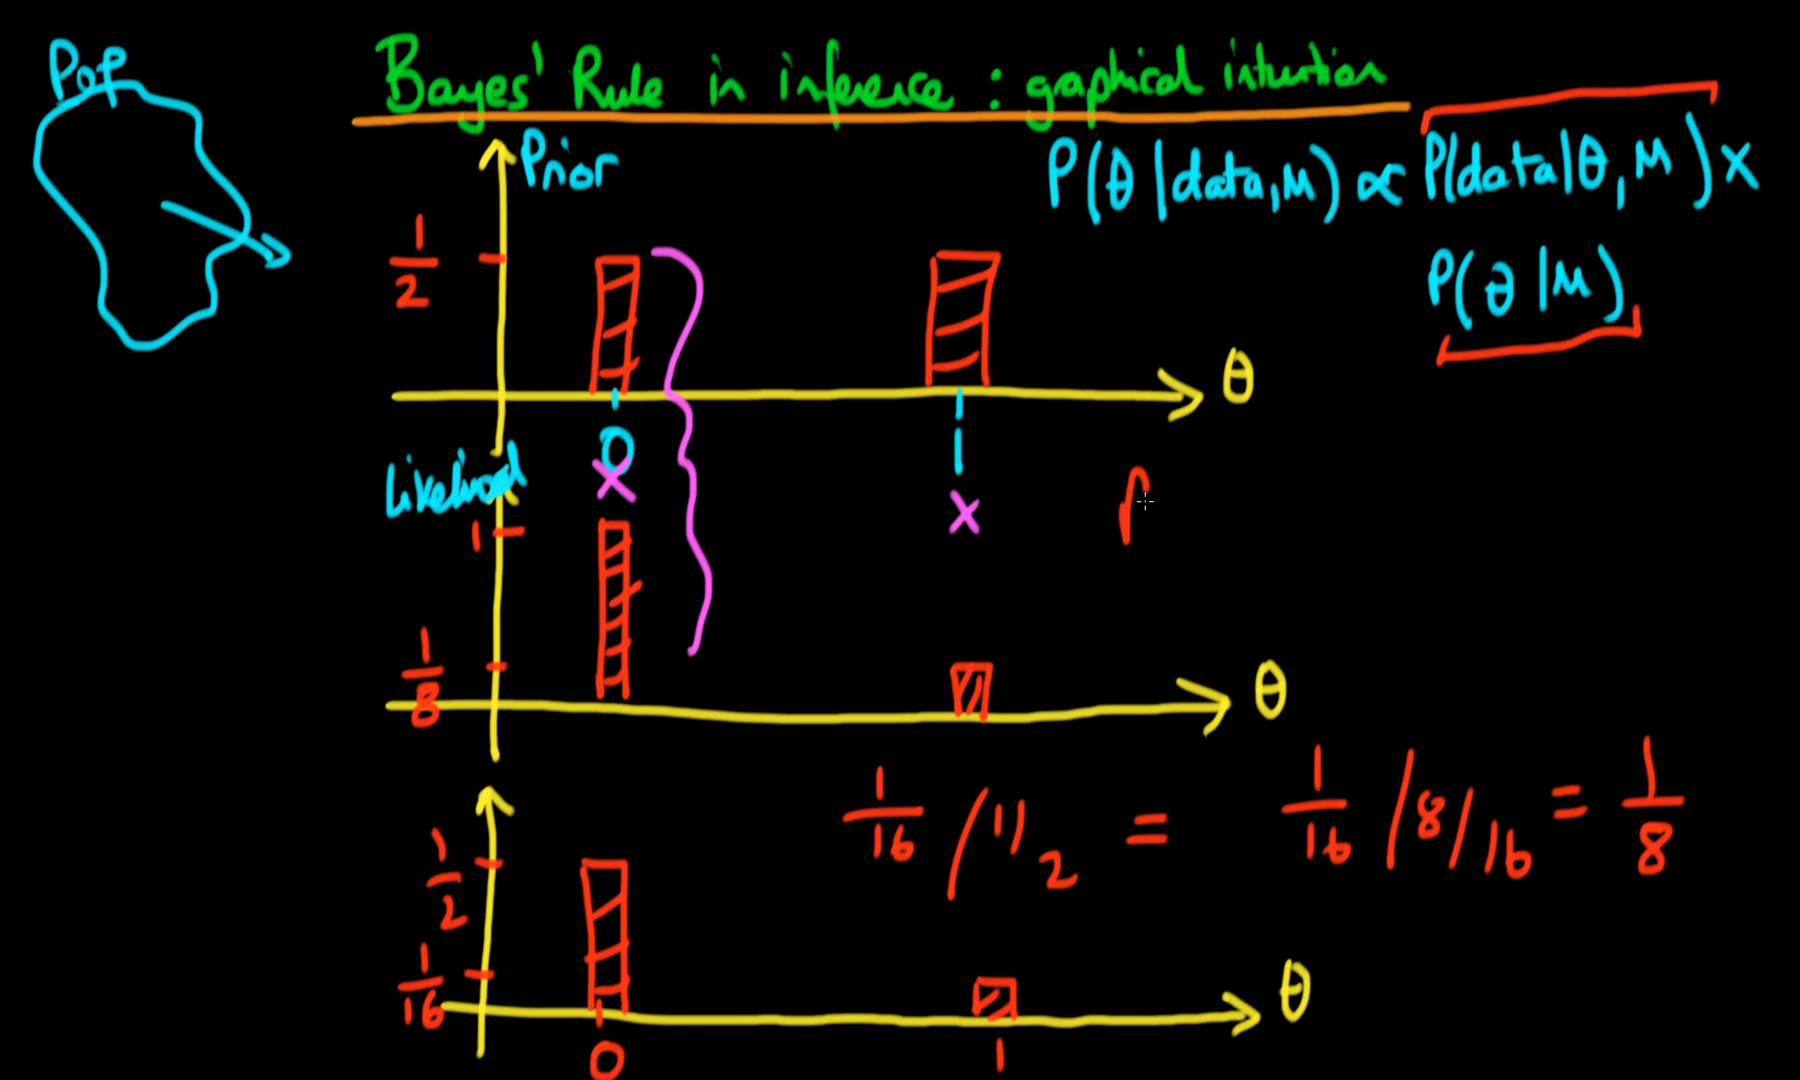 Pop
Bayes' Rule in inference : graphical intuition
Prior
P(θ|data,M) ∝ P(data|θ,M) x
P(θ|M)
1/2
θ
0
1
x
x
Likelihood
1
1/8
θ
1/16 / 1/2 = 1/16 / 8/16 = 1/8
1/2
1/16
θ
0
1